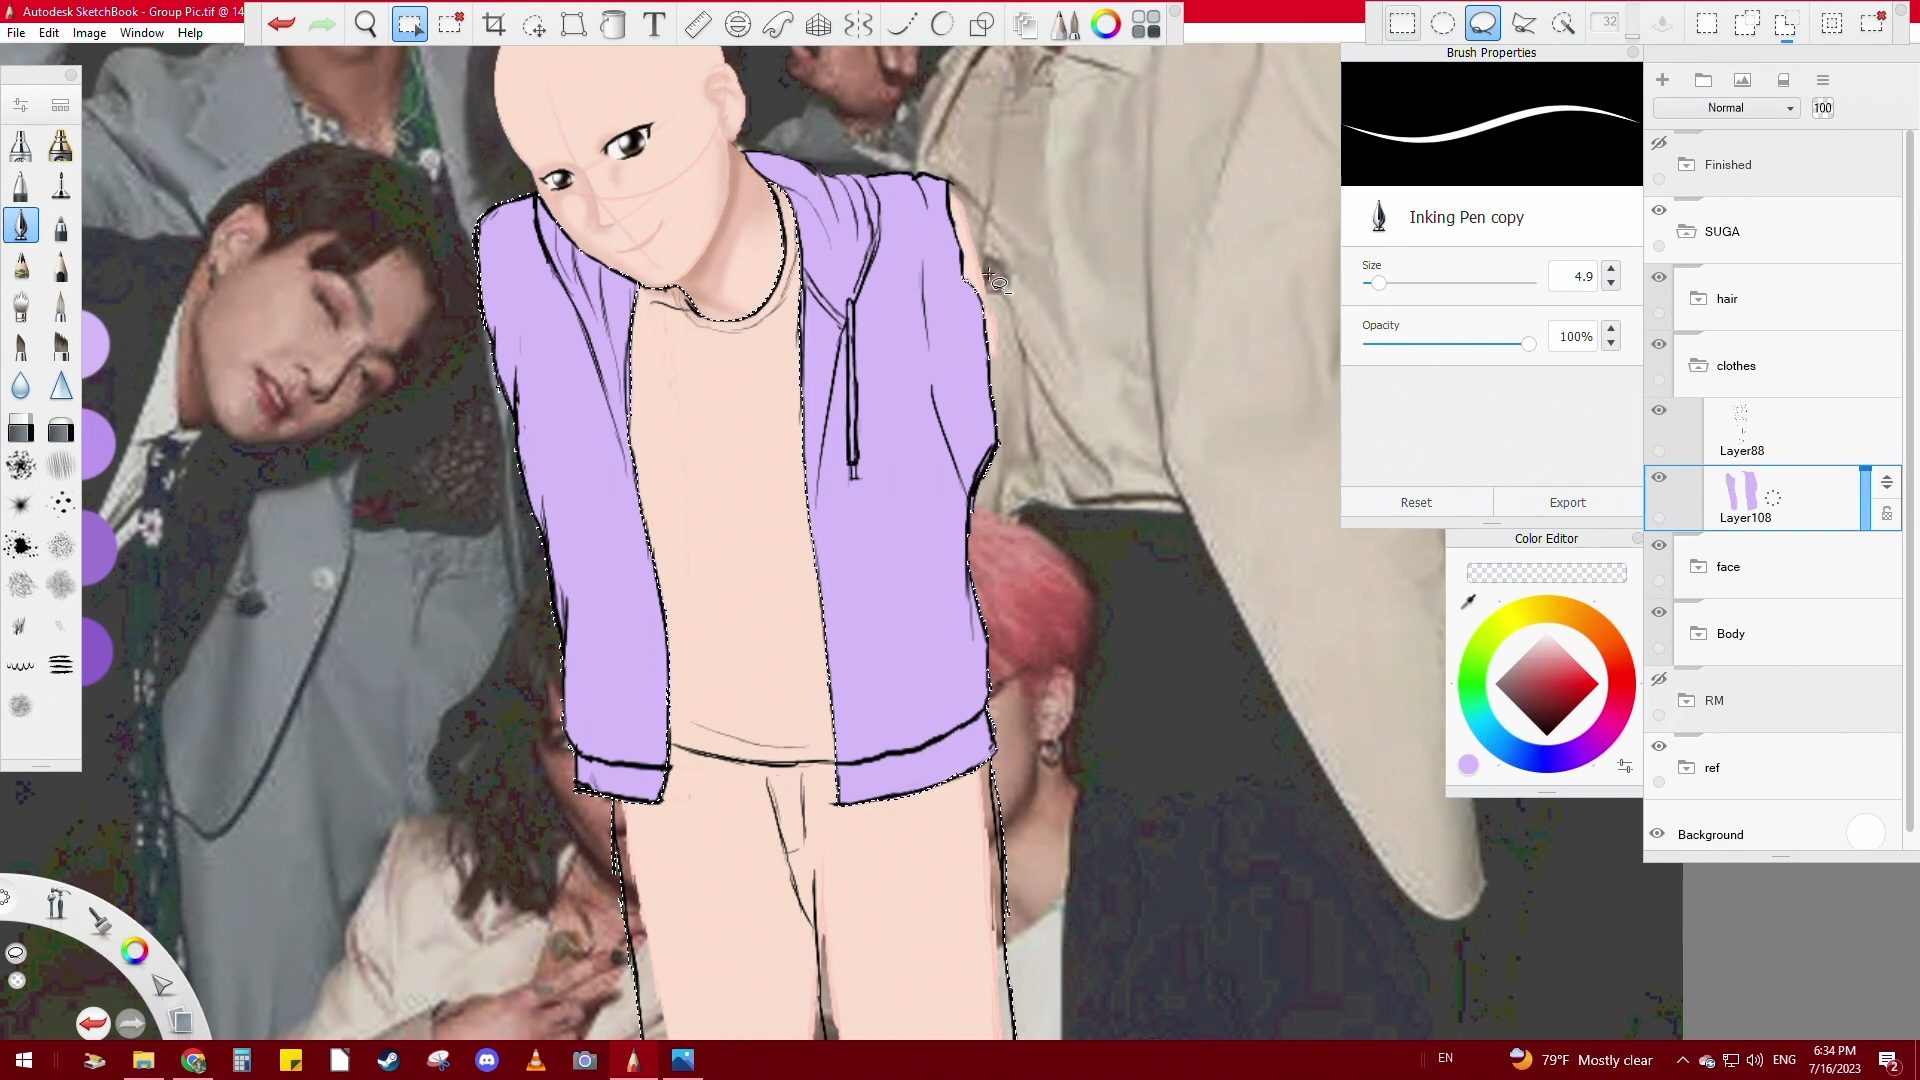 Autodesk SketchBook - Group Pic.tif @ 14
File Edit Image Window Help
T
32
Brush Properties
Inking Pen copy
Size
4.9
Opacity
100%
Reset Export
Color Editor
Normal 100
Finished
SUGA
hair
clothes
Layer88
Layer108
face
Body
RM
ref
Background
EN
79°F Mostly clear
ENG
6:34 PM
7/16/2023
2